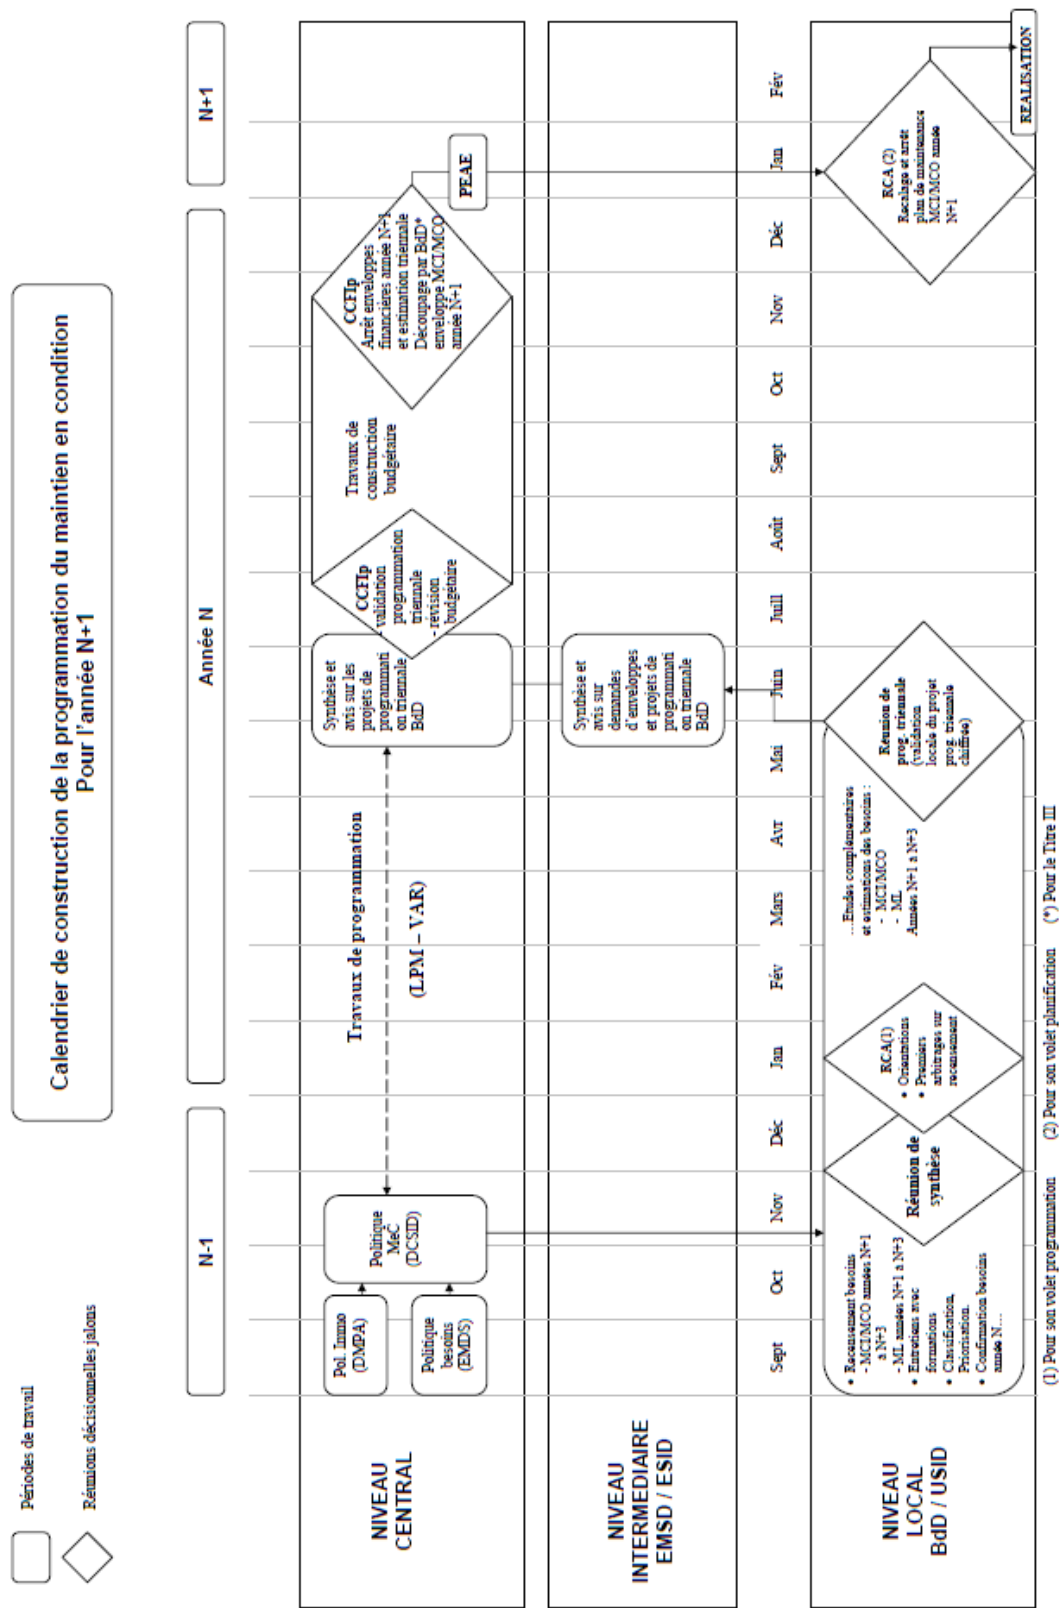 Calendrier de construction de la programmation du maintien en condition
Pour l'année N+1
Périodes de travail
Réunions décisionnelles jalons
N-1
Année N
N+1
NIVEAU
CENTRAL
Pol. Immo
(DMPA)
Politique
besoins
(EMDS)
Politique
MeC
(DCSID)
Travaux de programmation
(LPM – VAR)
Synthèse et
avis sur les
projets de
programmati
on triennale
BdD
CCFIp
- validation
programmation
triennale
- révision
budgétaire
Travaux de
construction
budgétaire
CCFIp
Arrêt enveloppes
financières année N+1
et estimation triennale
Découpage par BdD*
enveloppe MCI/MCO
année N+1
PEAE
NIVEAU
INTERMEDIAIRE
EMSD / ESID
Synthèse et
avis sur
demandes
d'enveloppes
et projets de
programmati
on triennale
BdD
Sept
Oct
Nov
Déc
Jan
Fév
Mars
Avr
Mai
Juin
Juill
Août
Sept
Oct
Nov
Déc
Jan
Fév
NIVEAU
LOCAL
BdD / USID
• Recensement besoins
- MCI/MCO années N+1
à N+3
- ML années N+1 à N+3
• Entretiens avec
formations
• Classification,
Priorisation.
• Confirmation besoins
année N…
Réunion de
synthèse
RCA(1)
• Orientations
• Premiers
arbitrages sur
recensement
…Etudes complémentaires
et estimations des besoins :
- MCI/MCO
- ML
Années N+1 à N+3
Réunion de
prog. triennale
(validation
locale du projet
prog. triennale
chiffrée)
RCA (2)
Recalage et arrêt
plan de maintenance
MCI/MCO année
N+1
REALISATION
(1) Pour son volet programmation (2) Pour son volet planification (*) Pour le Titre III